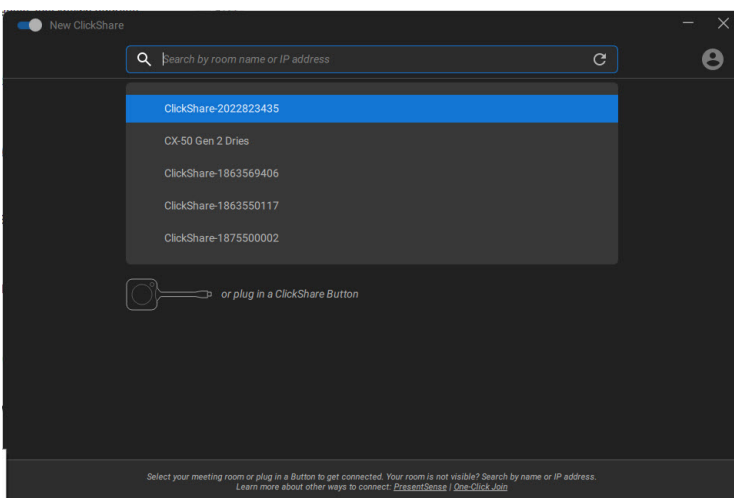 New ClickShare
Search by room name or IP address
ClickShare-2022823435
CX-50 Gen 2 Dries
ClickShare-1863569406
ClickShare-1863550117
ClickShare-1875500002
or plug in a ClickShare Button
Select your meeting room or plug in a Button to get connected. Your room is not visible? Search by name or IP address.
Learn more about other ways to connect: PresentSense | One-Click Join